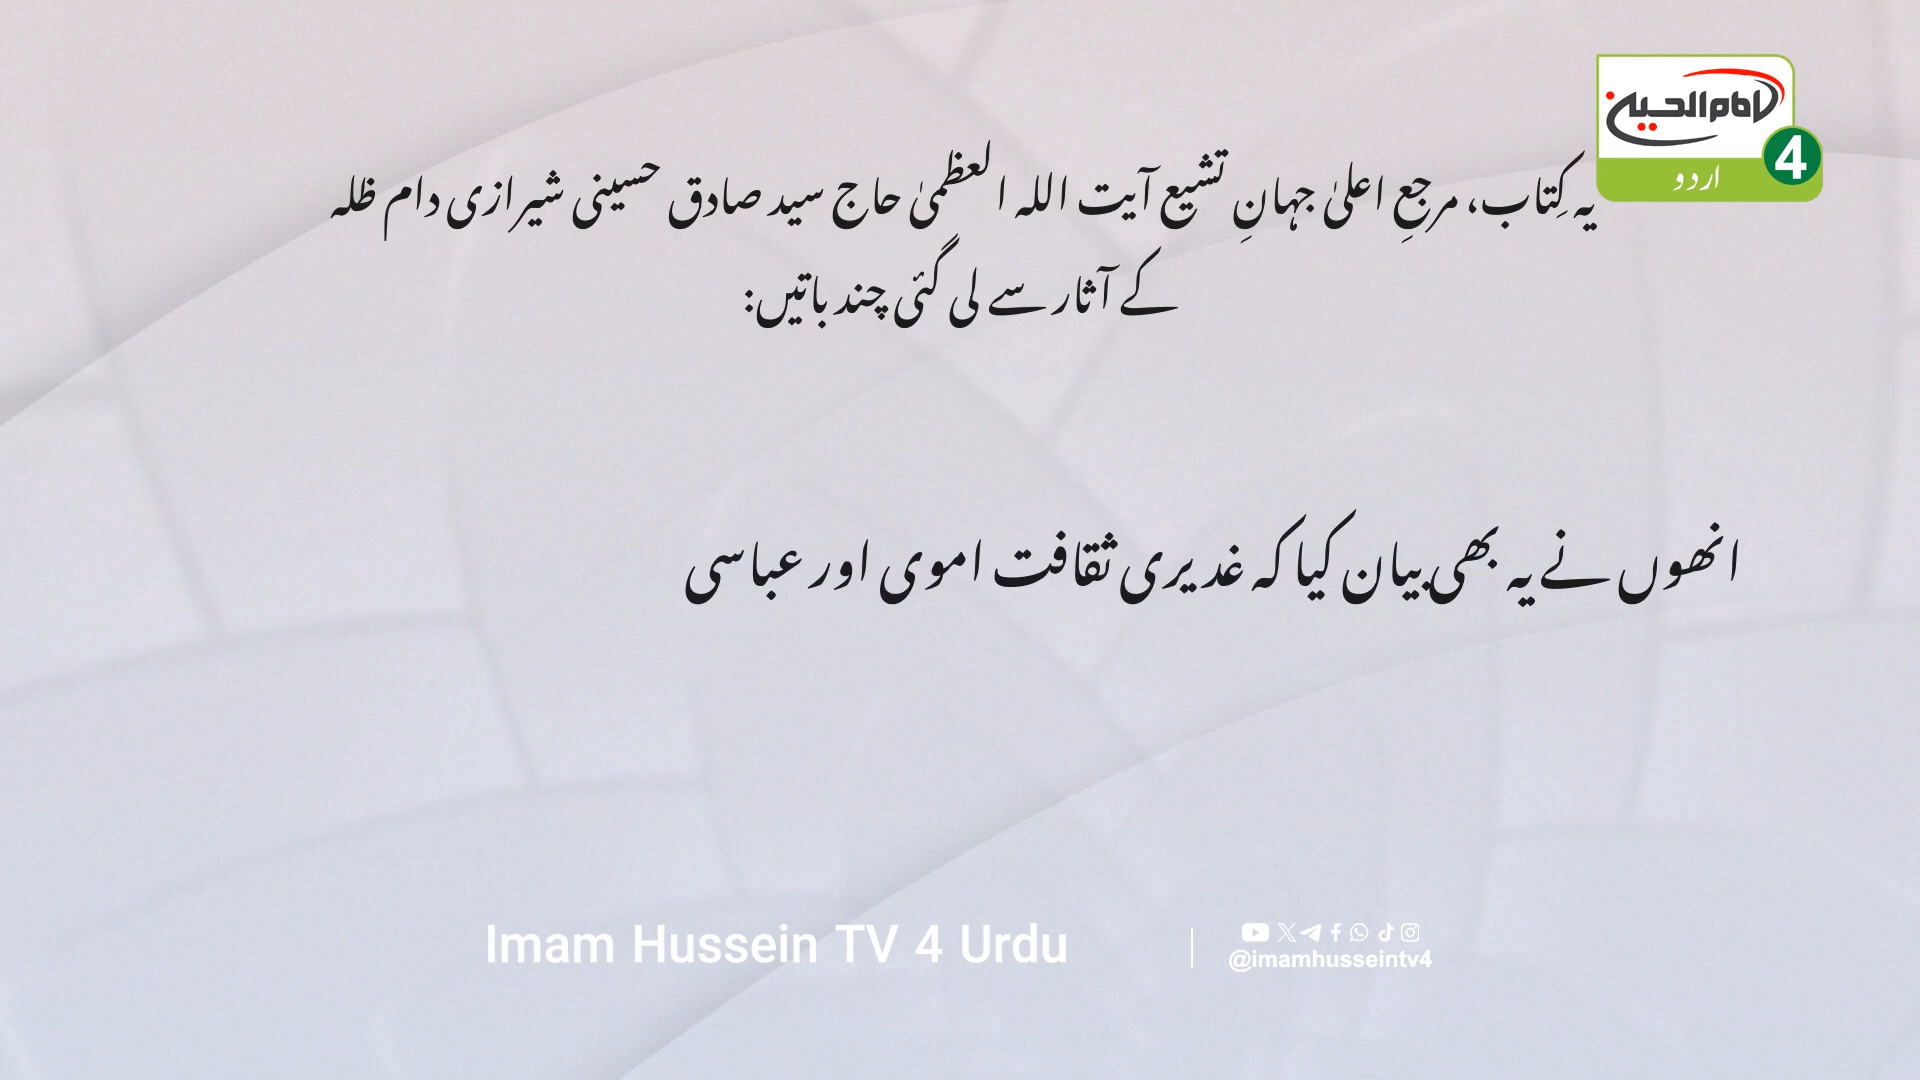 امام الحسین
4
اردو
یہ کِتاب، مرجعِ اعلیٰ جہانِ تشیع آیت اللہ العظمیٰ حاج سید صادق حسینی شیرازی دام ظلہ
کے آثار سے لی گئی چند باتیں:
انھوں نے یہ بھی بیان کیا کہ غدیری ثقافت اموی اور عباسی
Imam Hussein TV 4 Urdu
@imamhusseintv4